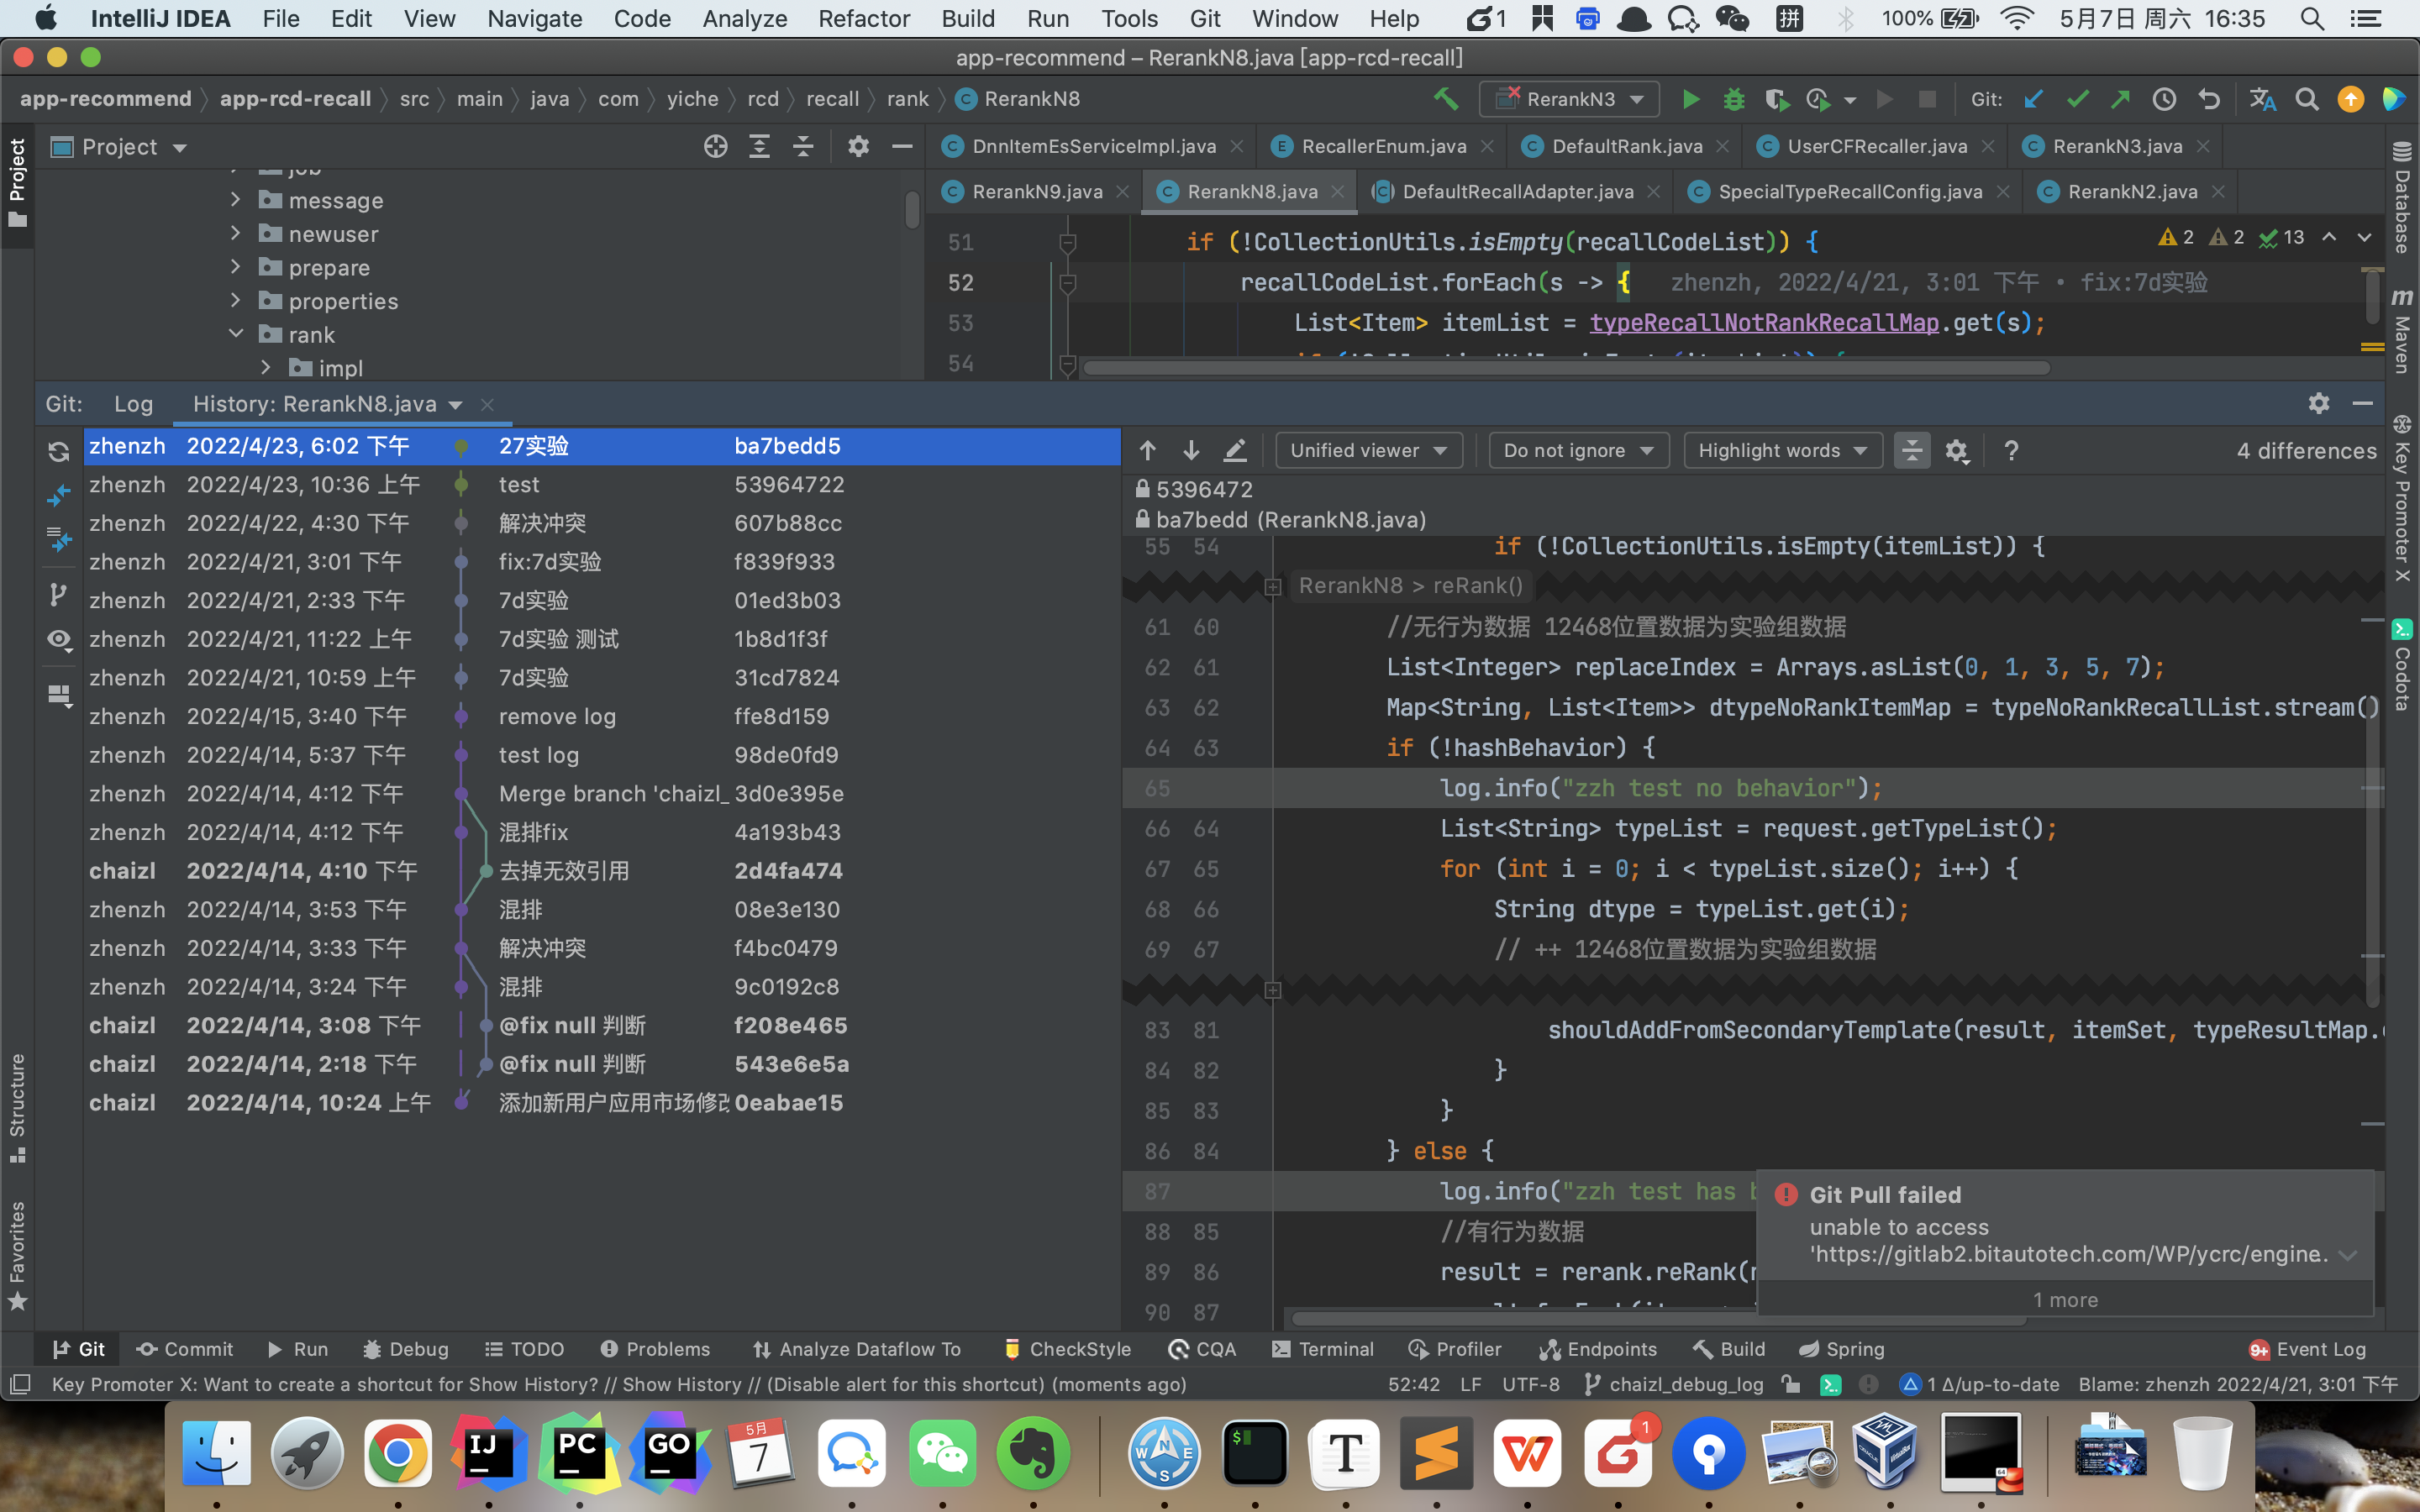 IntelliJ IDEA File Edit View Navigate Code Analyze Refactor Build Run Tools Git Window Help 1 拼 100% 5月7日 周六 16:35
app-recommend – RerankN8.java [app-rcd-recall]
app-recommend app-rcd-recall src main java com yiche rcd recall rank RerankN8 RerankN3 Git:
Project
DnnItemEsServiceImpl.java RecallerEnum.java DefaultRank.java UserCFRecaller.java RerankN3.java
RerankN9.java RerankN8.java DefaultRecallAdapter.java SpecialTypeRecallConfig.java RerankN2.java
Project
job
message
newuser
prepare
properties
rank
impl
51 if (!CollectionUtils.isEmpty(recallCodeList)) {
2 2 13
52 recallCodeList.forEach(s -> { zhenzh, 2022/4/21, 3:01 下午 • fix:7d实验
53 List<Item> itemList = typeRecallNotRankRecallMap.get(s);
54
Database
Maven
Key Promoter X
Codota
Git: Log History: RerankN8.java
zhenzh 2022/4/23, 6:02 下午 27实验 ba7bedd5
zhenzh 2022/4/23, 10:36 上午 test 53964722
zhenzh 2022/4/22, 4:30 下午 解决冲突 607b88cc
zhenzh 2022/4/21, 3:01 下午 fix:7d实验 f839f933
zhenzh 2022/4/21, 2:33 下午 7d实验 01ed3b03
zhenzh 2022/4/21, 11:22 上午 7d实验 测试 1b8d1f3f
zhenzh 2022/4/21, 10:59 上午 7d实验 31cd7824
zhenzh 2022/4/15, 3:40 下午 remove log ffe8d159
zhenzh 2022/4/14, 5:37 下午 test log 98de0fd9
zhenzh 2022/4/14, 4:12 下午 Merge branch 'chaizl_ 3d0e395e
zhenzh 2022/4/14, 4:12 下午 混排fix 4a193b43
chaizl 2022/4/14, 4:10 下午 去掉无效引用 2d4fa474
zhenzh 2022/4/14, 3:53 下午 混排 08e3e130
zhenzh 2022/4/14, 3:33 下午 解决冲突 f4bc0479
zhenzh 2022/4/14, 3:24 下午 混排 9c0192c8
chaizl 2022/4/14, 3:08 下午 @fix null 判断 f208e465
chaizl 2022/4/14, 2:18 下午 @fix null 判断 543e6e5a
chaizl 2022/4/14, 10:24 上午 添加新用户应用市场修改 0eabae15
Unified viewer Do not ignore Highlight words ? 4 differences
5396472
ba7bedd (RerankN8.java)
55 54 if (!CollectionUtils.isEmpty(itemList)) {
RerankN8 > reRank()
61 60 //无行为数据 12468位置数据为实验组数据
62 61 List<Integer> replaceIndex = Arrays.asList(0, 1, 3, 5, 7);
63 62 Map<String, List<Item>> dtypeNoRankItemMap = typeNoRankRecallList.stream()
64 63 if (!hashBehavior) {
65 log.info("zzh test no behavior");
66 64 List<String> typeList = request.getTypeList();
67 65 for (int i = 0; i < typeList.size(); i++) {
68 66 String dtype = typeList.get(i);
69 67 // ++ 12468位置数据为实验组数据
83 81 shouldAddFromSecondaryTemplate(result, itemSet, typeResultMap.
84 82 }
85 83 }
86 84 } else {
87 log.info("zzh test has
88 85 //有行为数据
89 86 result = rerank.reRank(
90 87
Git Pull failed
unable to access
'https://gitlab2.bitautotech.com/WP/ycrc/engine.
1 more
Structure
Favorites
Git Commit Run Debug TODO Problems Analyze Dataflow To CheckStyle CQA Terminal Profiler Endpoints Build Spring 9+ Event Log
Key Promoter X: Want to create a shortcut for Show History? // Show History // (Disable alert for this shortcut) (moments ago) 52:42 LF UTF-8 chaizl_debug_log 1 Δ/up-to-date Blame: zhenzh 2022/4/21, 3:01 下午
IJ PC GO 5月 7 N W E S $ T W G 1